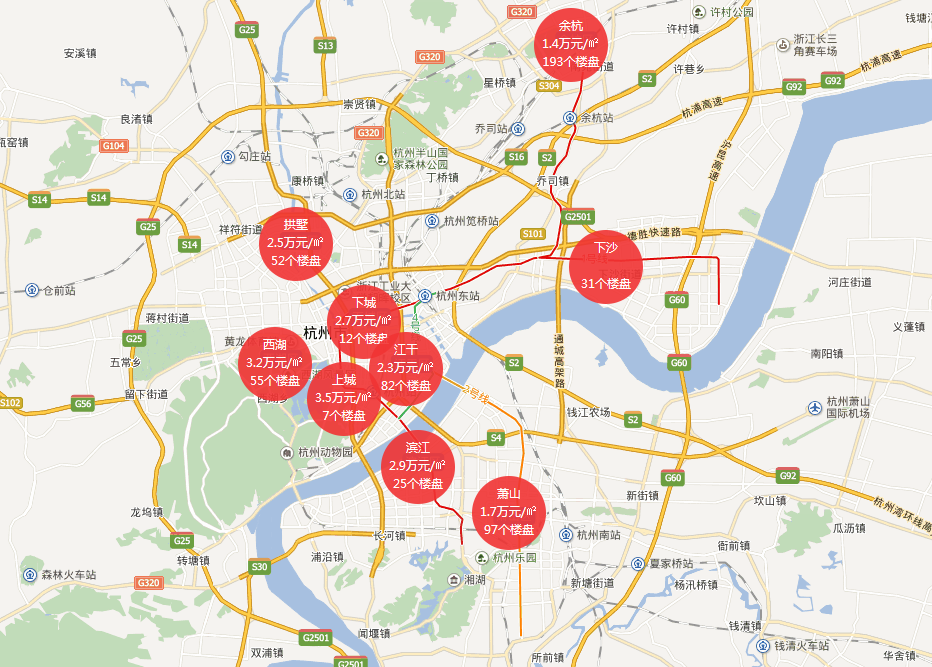 G320
许村公园
钱塘江
G25
许村镇
余杭
1.4万元/㎡
193个楼盘
S13
安溪镇
G320
浙江长三
角赛车场
杭浦高速
许巷乡
星桥镇
S304
S2
G92
G92
崇贤镇
杭浦高速
良渚镇
余杭站
乔司站
G320
瓶窑镇
G104
勾庄站
杭州半山国
家森林公园
S16
S2
沪昆高速
丁桥镇
康桥镇
杭州北站
乔司镇
S14
S14
G25
祥符街道
杭州笕桥站
G2501
S101
德胜快速路
S14
拱墅
2.5万元/㎡
52个楼盘
下沙
31个楼盘
仓前站
浙江工业大
杭州东站
G60
河庄街道
蒋村街道
下城
2.7万元/㎡
12个楼盘
4号
义蓬镇
G25
杭州
通城高架路
五常乡
西湖
3.2万元/㎡
55个楼盘
江干
2.3万元/㎡
82个楼盘
S2
G60
南阳镇
上城
3.5万元/㎡
7个楼盘
2号线
留下街道
S102
G56
钱江农场
S2
杭州萧山
国际机场
S4
杭州动物园
滨江
2.9万元/㎡
25个楼盘
G60
G92
萧山
1.7万元/㎡
97个楼盘
新街镇
坎山镇
杭州湾环线高
龙坞镇
瓜沥镇
G25
长河镇
杭州南站
衙前镇
转塘镇
浦沿镇
杭州乐园
S30
夏家桥站
森林火车站
G320
湘湖
新塘街道
杨汛桥镇
闻堰镇
钱清镇
G2501
钱清火车站
双浦镇
G2501
所前镇
华舍镇